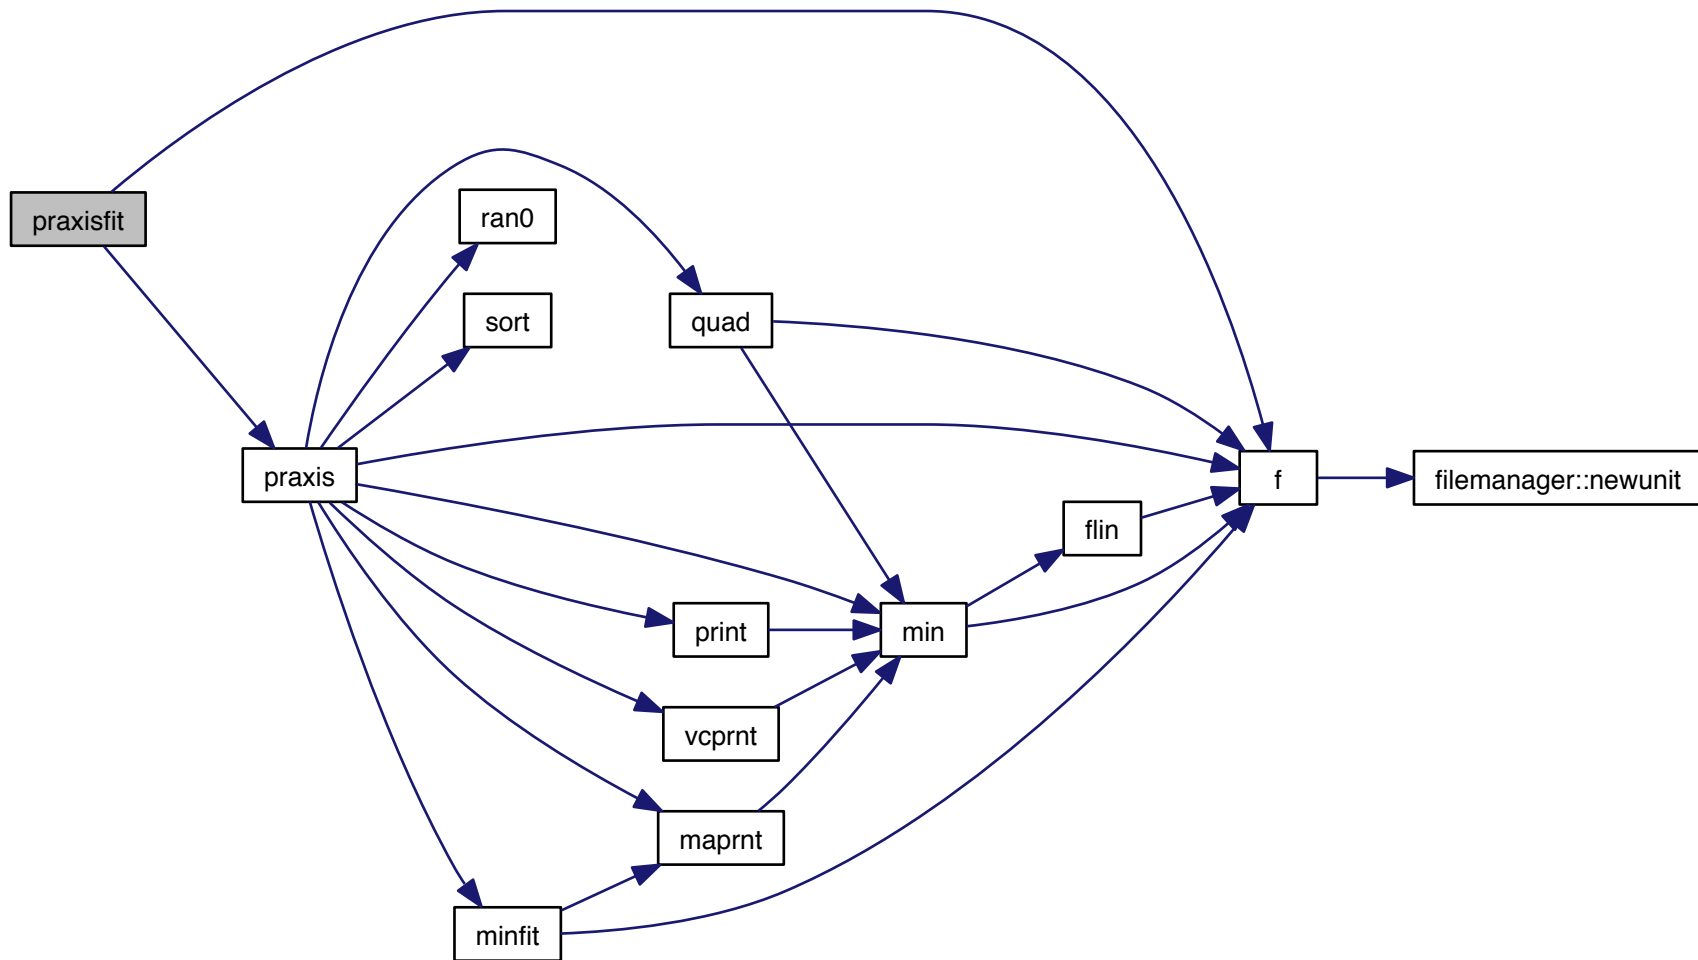 praxisfit
ran0
sort
quad
praxis
f
filemanager::newunit
flin
print
min
vcprnt
maprnt
minfit